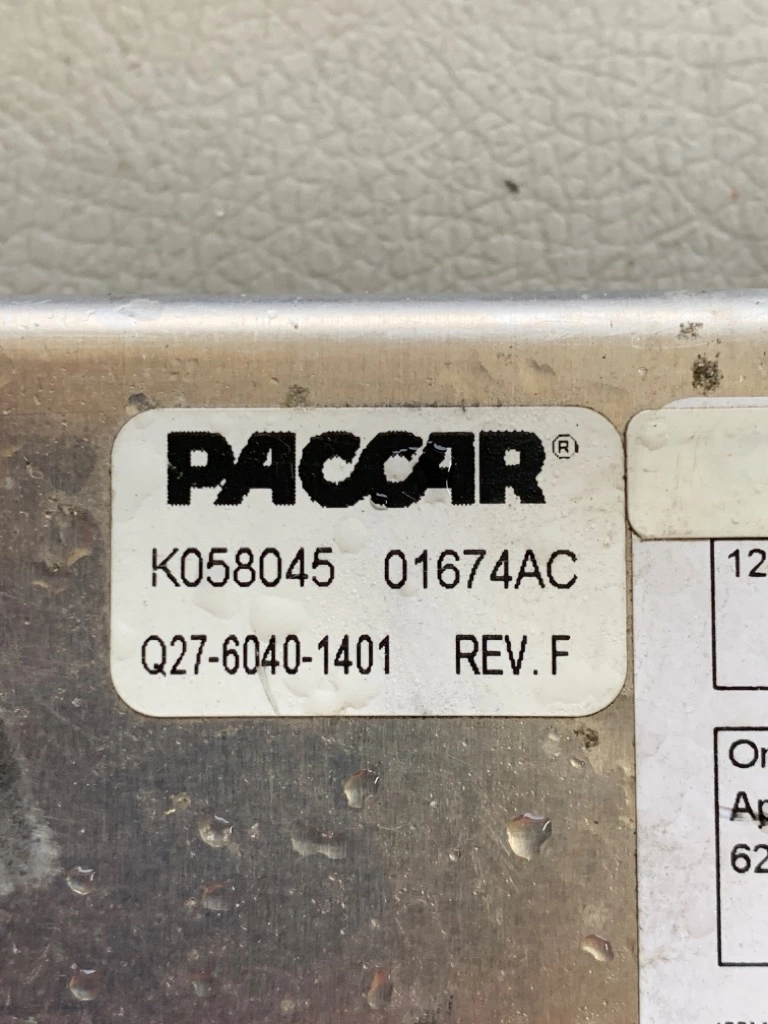 PACCAR®
K058045 01674AC
Q27-6040-1401 REV. F
12
Or
Ap
62